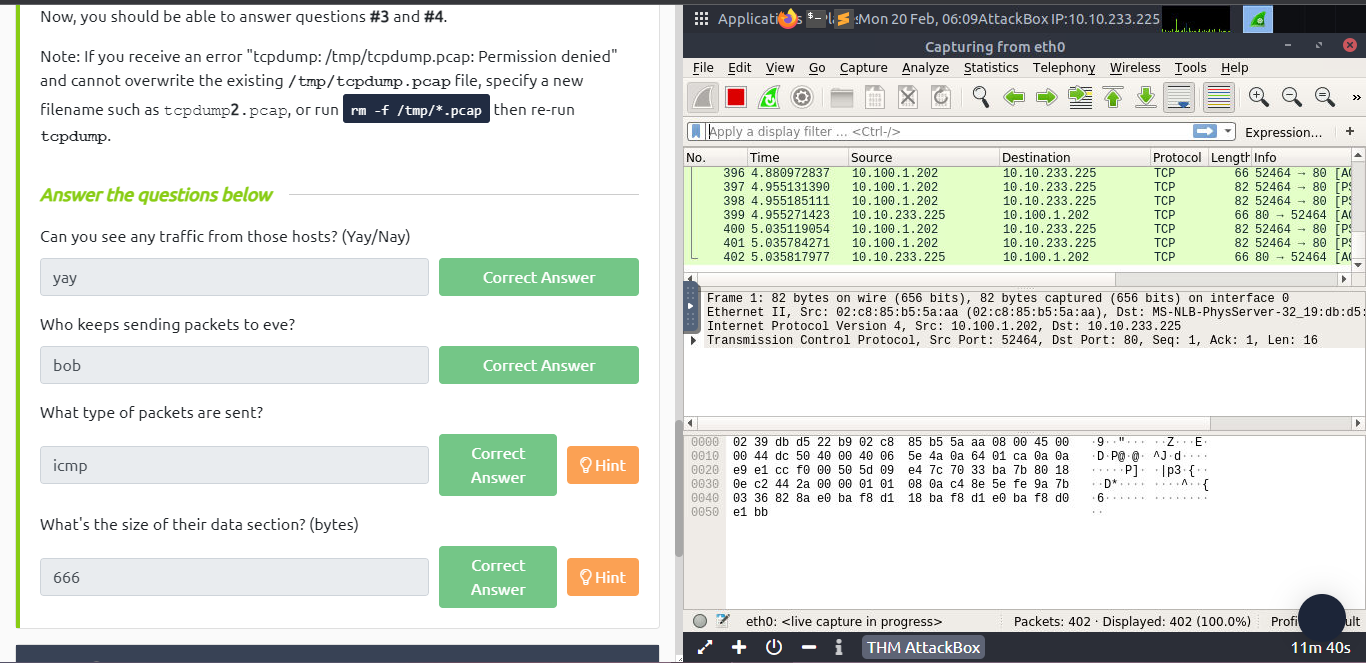 Now, you should be able to answer questions #3 and #4.
Note: If you receive an error "tcpdump: /tmp/tcpdump.pcap: Permission denied"
and cannot overwrite the existing /tmp/tcpdump.pcap file, specify a new
filename such as tcpdump2.pcap, or run rm -f /tmp/*.pcap then re-run
tcpdump.
Answer the questions below
Can you see any traffic from those hosts? (Yay/Nay)
yay
Correct Answer
Who keeps sending packets to eve?
bob
Correct Answer
What type of packets are sent?
icmp
Correct
Answer
Hint
What's the size of their data section? (bytes)
666
Correct
Answer
Hint
Mon 20 Feb, 06:09 AttackBox IP:10.10.233.225
Capturing from eth0
File Edit View Go Capture Analyze Statistics Telephony Wireless Tools Help
Apply a display filter ... <Ctrl-/> Expression... +
No. Time Source Destination Protocol Length Info
396 4.880972837 10.100.1.202 10.10.233.225 TCP 66 52464 → 80
397 4.955131390 10.100.1.202 10.10.233.225 TCP 82 52464 → 80
398 4.955185111 10.100.1.202 10.10.233.225 TCP 82 52464 → 80
399 4.955271423 10.10.233.225 10.100.1.202 TCP 66 80 → 52464
400 5.035119054 10.100.1.202 10.10.233.225 TCP 82 52464 → 80
401 5.035784271 10.100.1.202 10.10.233.225 TCP 82 52464 → 80
402 5.035817977 10.10.233.225 10.100.1.202 TCP 66 80 → 52464
Frame 1: 82 bytes on wire (656 bits), 82 bytes captured (656 bits) on interface 0
Ethernet II, Src: 02:c8:85:b5:5a:aa (02:c8:85:b5:5a:aa), Dst: MS-NLB-PhysServer-32_19:db:d5:
Internet Protocol Version 4, Src: 10.100.1.202, Dst: 10.10.233.225
Transmission Control Protocol, Src Port: 52464, Dst Port: 80, Seq: 1, Ack: 1, Len: 16
0000 02 39 db d5 22 b9 02 c8 85 b5 5a aa 08 00 45 00 ·9··"··· ··Z···E·
0010 00 44 dc 50 40 00 40 06 5e 4a 0a 64 01 ca 0a 0a ·D·P@·@· ^J·d····
0020 e9 e1 cc f0 00 50 5d 09 e4 7c 70 33 ba 7b 80 18 ·····P]· ·|p3·{··
0030 0e c2 44 2a 00 00 01 01 08 0a c4 8e 5e fe 9a 7b ··D*···· ····^··{
0040 03 36 82 8a e0 ba f8 d1 18 ba f8 d1 e0 ba f8 d0 ·6······ ········
0050 e1 bb ··
eth0: <live capture in progress> Packets: 402 · Displayed: 402 (100.0%)
THM AttackBox 11m 40s